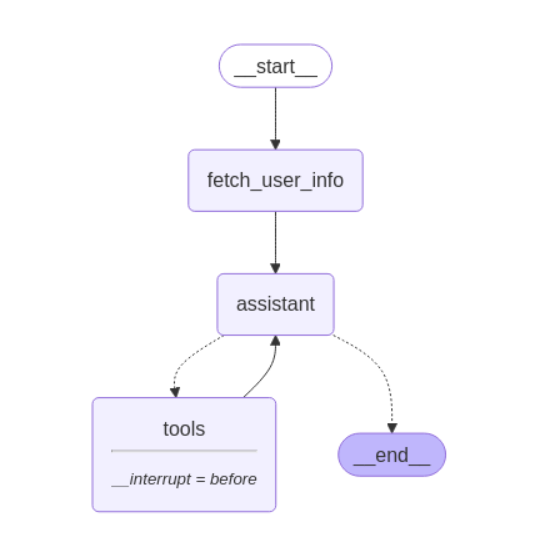 __start__
fetch_user_info
assistant
tools
__interrupt = before
__end__